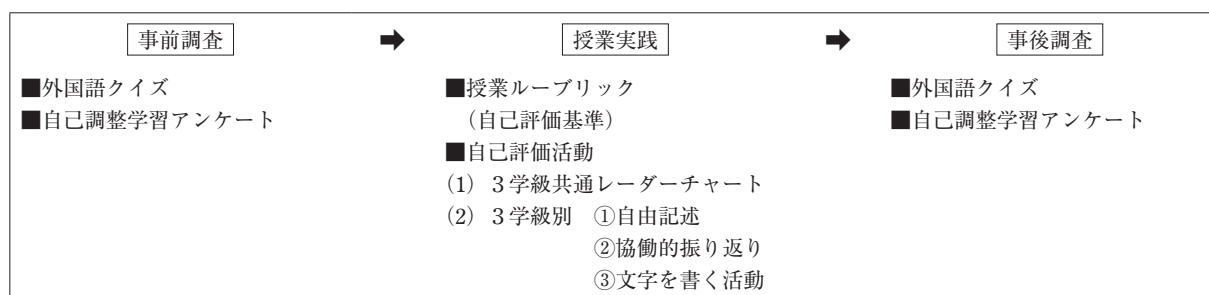 事前調査 ➡ 授業実践 ➡ 事後調査
■外国語クイズ
■自己調整学習アンケート
■授業ルーブリック
(自己評価基準)
■自己評価活動
(1) 3学級共通レーダーチャート
(2) 3学級別 ①自由記述
②協働的振り返り
③文字を書く活動
■外国語クイズ
■自己調整学習アンケート